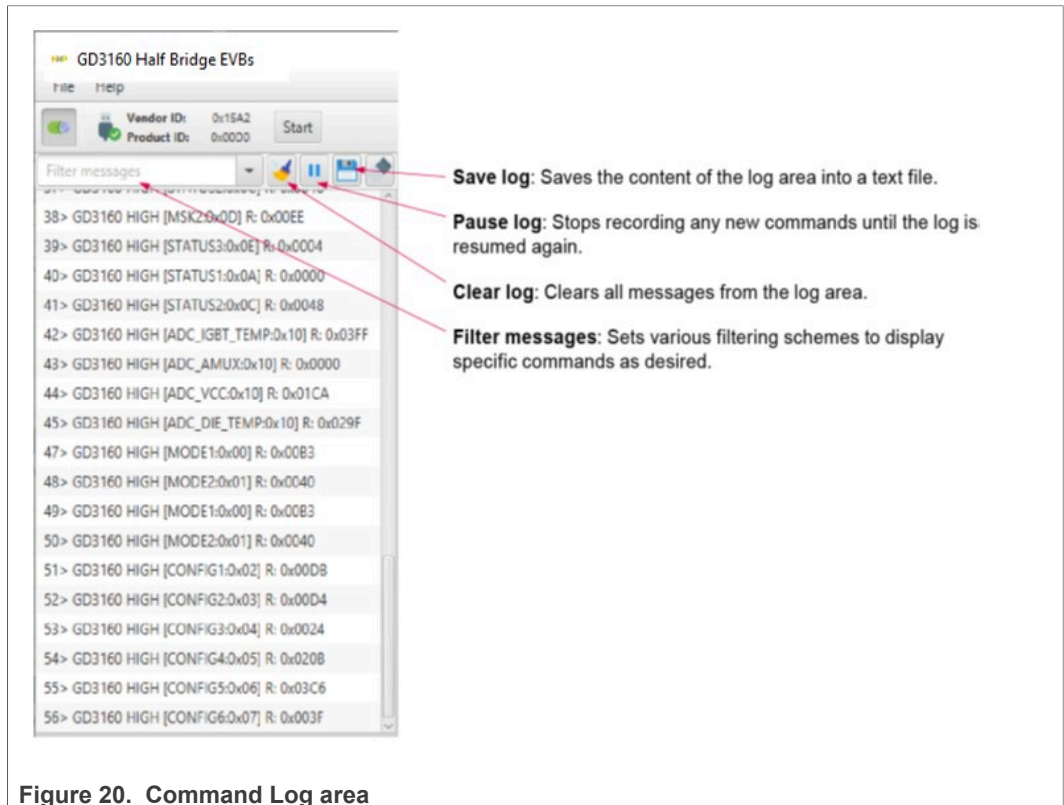 NXP GD3160 Half Bridge EVBs
File Help
Vendor ID: 0x15A2
Product ID: 0x00D0
Start
Filter messages
38> GD3160 HIGH [MSK2:0x0D] R: 0x00EE
39> GD3160 HIGH [STATUS3:0x0E] R: 0x0004
40> GD3160 HIGH [STATUS1:0x0A] R: 0x0000
41> GD3160 HIGH [STATUS2:0x0C] R: 0x0048
42> GD3160 HIGH [ADC_IGBT_TEMP:0x10] R: 0x03FF
43> GD3160 HIGH [ADC_AMUX:0x10] R: 0x0000
44> GD3160 HIGH [ADC_VCC:0x10] R: 0x01CA
45> GD3160 HIGH [ADC_DIE_TEMP:0x10] R: 0x029F
47> GD3160 HIGH [MODE1:0x00] R: 0x00B3
48> GD3160 HIGH [MODE2:0x01] R: 0x0040
49> GD3160 HIGH [MODE1:0x00] R: 0x00B3
50> GD3160 HIGH [MODE2:0x01] R: 0x0040
51> GD3160 HIGH [CONFIG1:0x02] R: 0x00DB
52> GD3160 HIGH [CONFIG2:0x03] R: 0x00D4
53> GD3160 HIGH [CONFIG3:0x04] R: 0x0024
54> GD3160 HIGH [CONFIG4:0x05] R: 0x020B
55> GD3160 HIGH [CONFIG5:0x06] R: 0x03C6
56> GD3160 HIGH [CONFIG6:0x07] R: 0x003F
Save log: Saves the content of the log area into a text file.
Pause log: Stops recording any new commands until the log is
resumed again.
Clear log: Clears all messages from the log area.
Filter messages: Sets various filtering schemes to display
specific commands as desired.
Figure 20. Command Log area